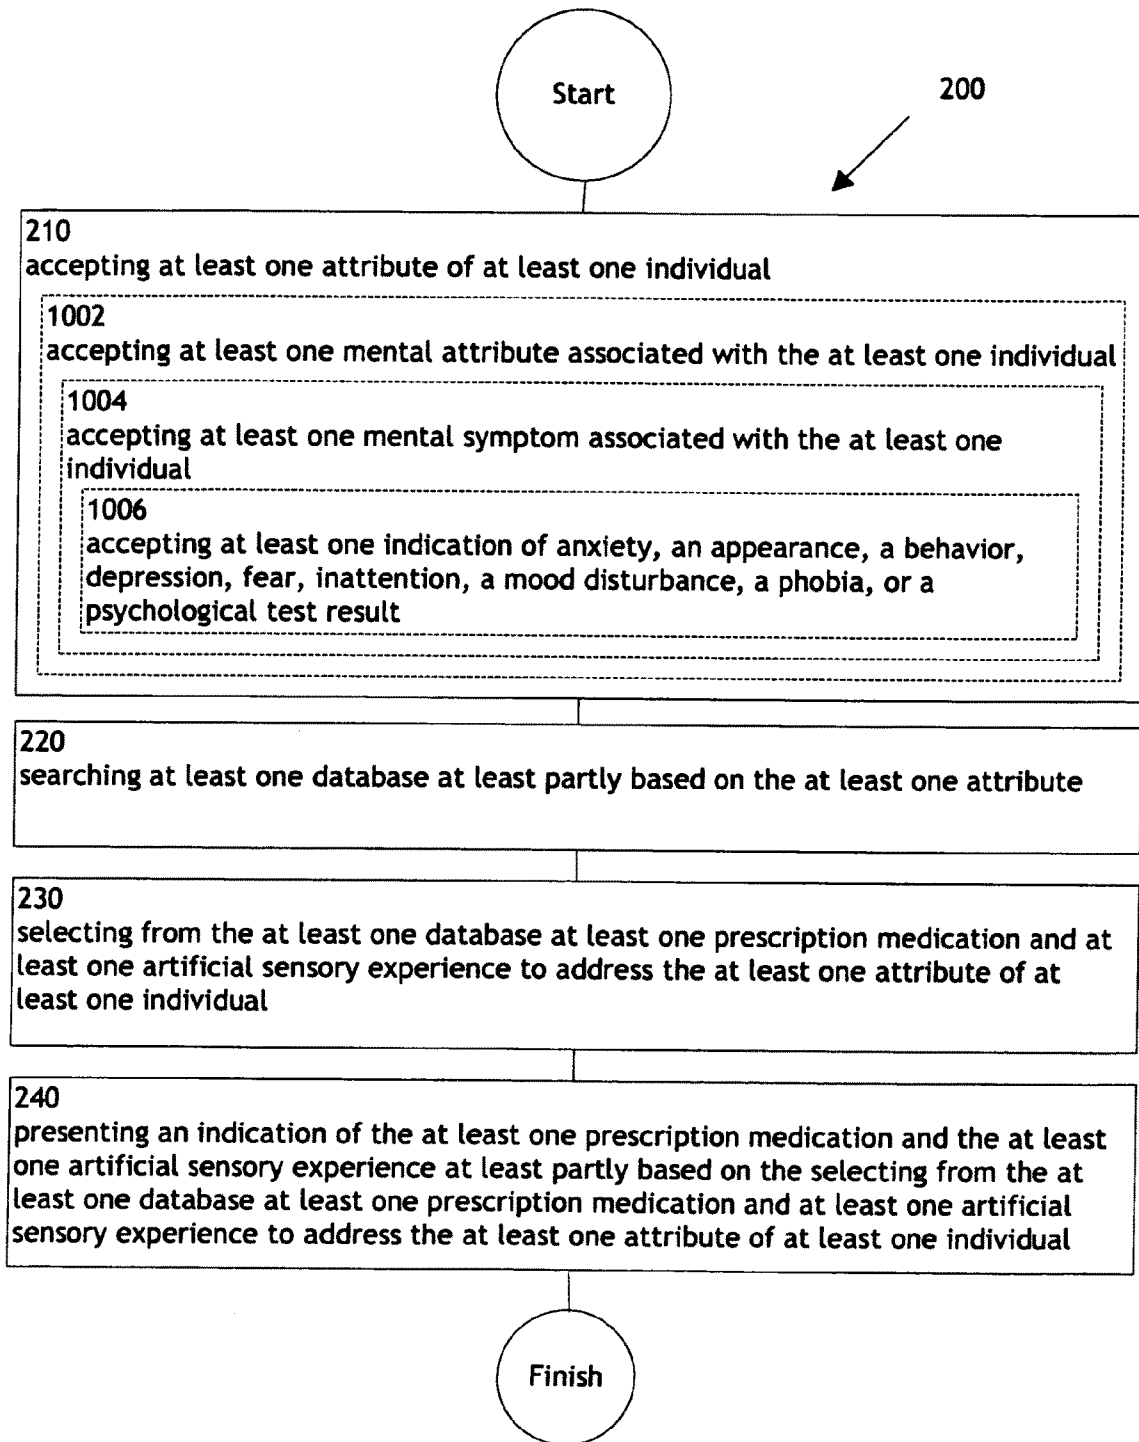 Start
200
210
accepting at least one attribute of at least one individual
1002
accepting at least one mental attribute associated with the at least one individual
1004
accepting at least one mental symptom associated with the at least one
individual
1006
accepting at least one indication of anxiety, an appearance, a behavior,
depression, fear, inattention, a mood disturbance, a phobia, or a
psychological test result
220
searching at least one database at least partly based on the at least one attribute
230
selecting from the at least one database at least one prescription medication and at
least one artificial sensory experience to address the at least one attribute of at
least one individual
240
presenting an indication of the at least one prescription medication and the at least
one artificial sensory experience at least partly based on the selecting from the at
least one database at least one prescription medication and at least one artificial
sensory experience to address the at least one attribute of at least one individual
Finish